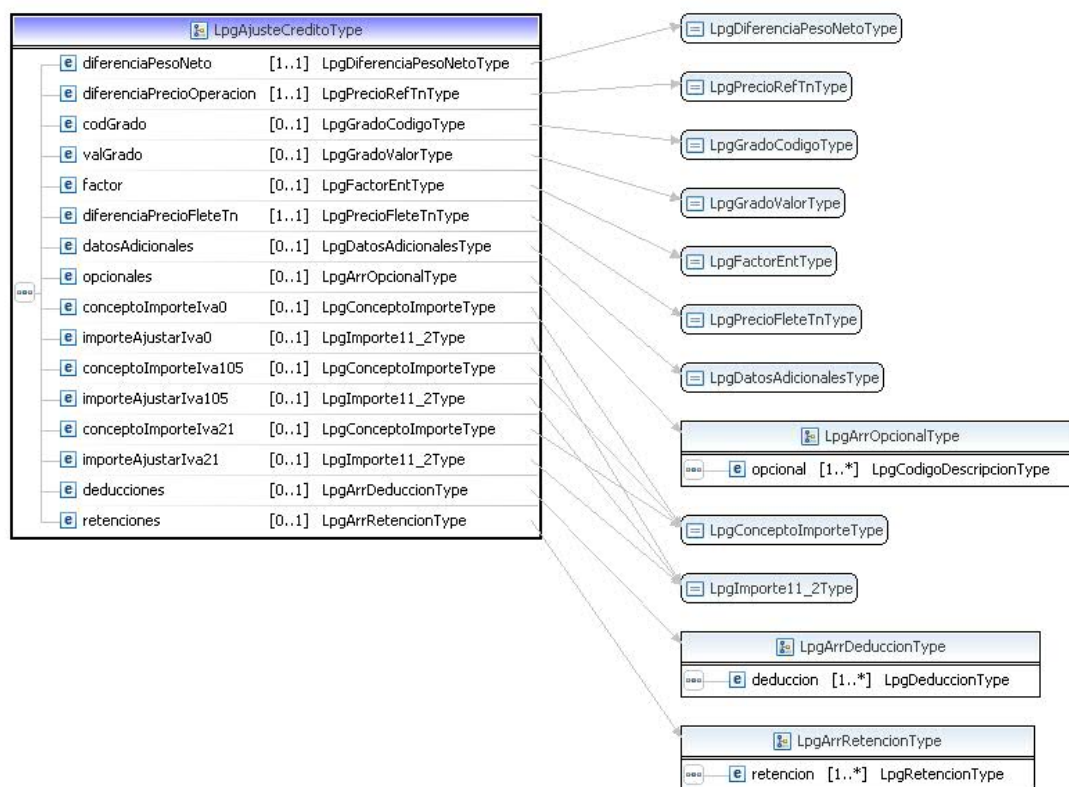 LpgAjusteCreditoType
diferenciaPesoNeto [1..1] LpgDiferenciaPesoNetoType
diferenciaPrecioOperacion [1..1] LpgPrecioRefTnType
codGrado [0..1] LpgGradoCodigoType
valGrado [0..1] LpgGradoValorType
factor [0..1] LpgFactorEntType
diferenciaPrecioFleteTn [1..1] LpgPrecioFleteTnType
datosAdicionales [0..1] LpgDatosAdicionalesType
opcionales [0..1] LpgArrOpcionalType
conceptoImporteIva0 [0..1] LpgConceptoImporteType
importeAjustarIva0 [0..1] LpgImporte11_2Type
conceptoImporteIva105 [0..1] LpgConceptoImporteType
importeAjustarIva105 [0..1] LpgImporte11_2Type
conceptoImporteIva21 [0..1] LpgConceptoImporteType
importeAjustarIva21 [0..1] LpgImporte11_2Type
deducciones [0..1] LpgArrDeduccionType
retenciones [0..1] LpgArrRetencionType
LpgDiferenciaPesoNetoType
LpgPrecioRefTnType
LpgGradoCodigoType
LpgGradoValorType
LpgFactorEntType
LpgPrecioFleteTnType
LpgDatosAdicionalesType
LpgArrOpcionalType
opcional [1..*] LpgCodigoDescripcionType
LpgConceptoImporteType
LpgImporte11_2Type
LpgArrDeduccionType
deduccion [1..*] LpgDeduccionType
LpgArrRetencionType
retencion [1..*] LpgRetencionType